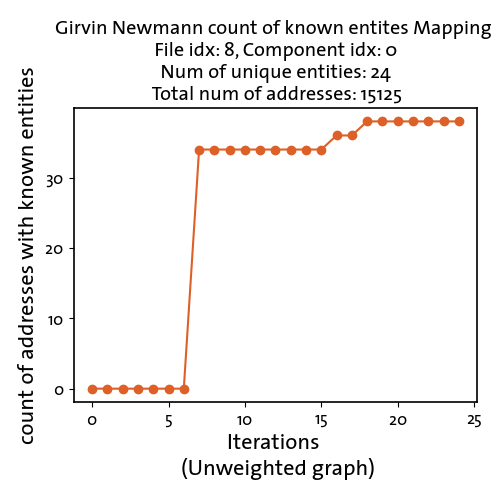 Girvin Newmann count of known entites Mapping
File idx: 8, Component idx: 0
Num of unique entities: 24
Total num of addresses: 15125
count of addresses with known entities
30
20
10
0
0 5 10 15 20 25
Iterations
(Unweighted graph)